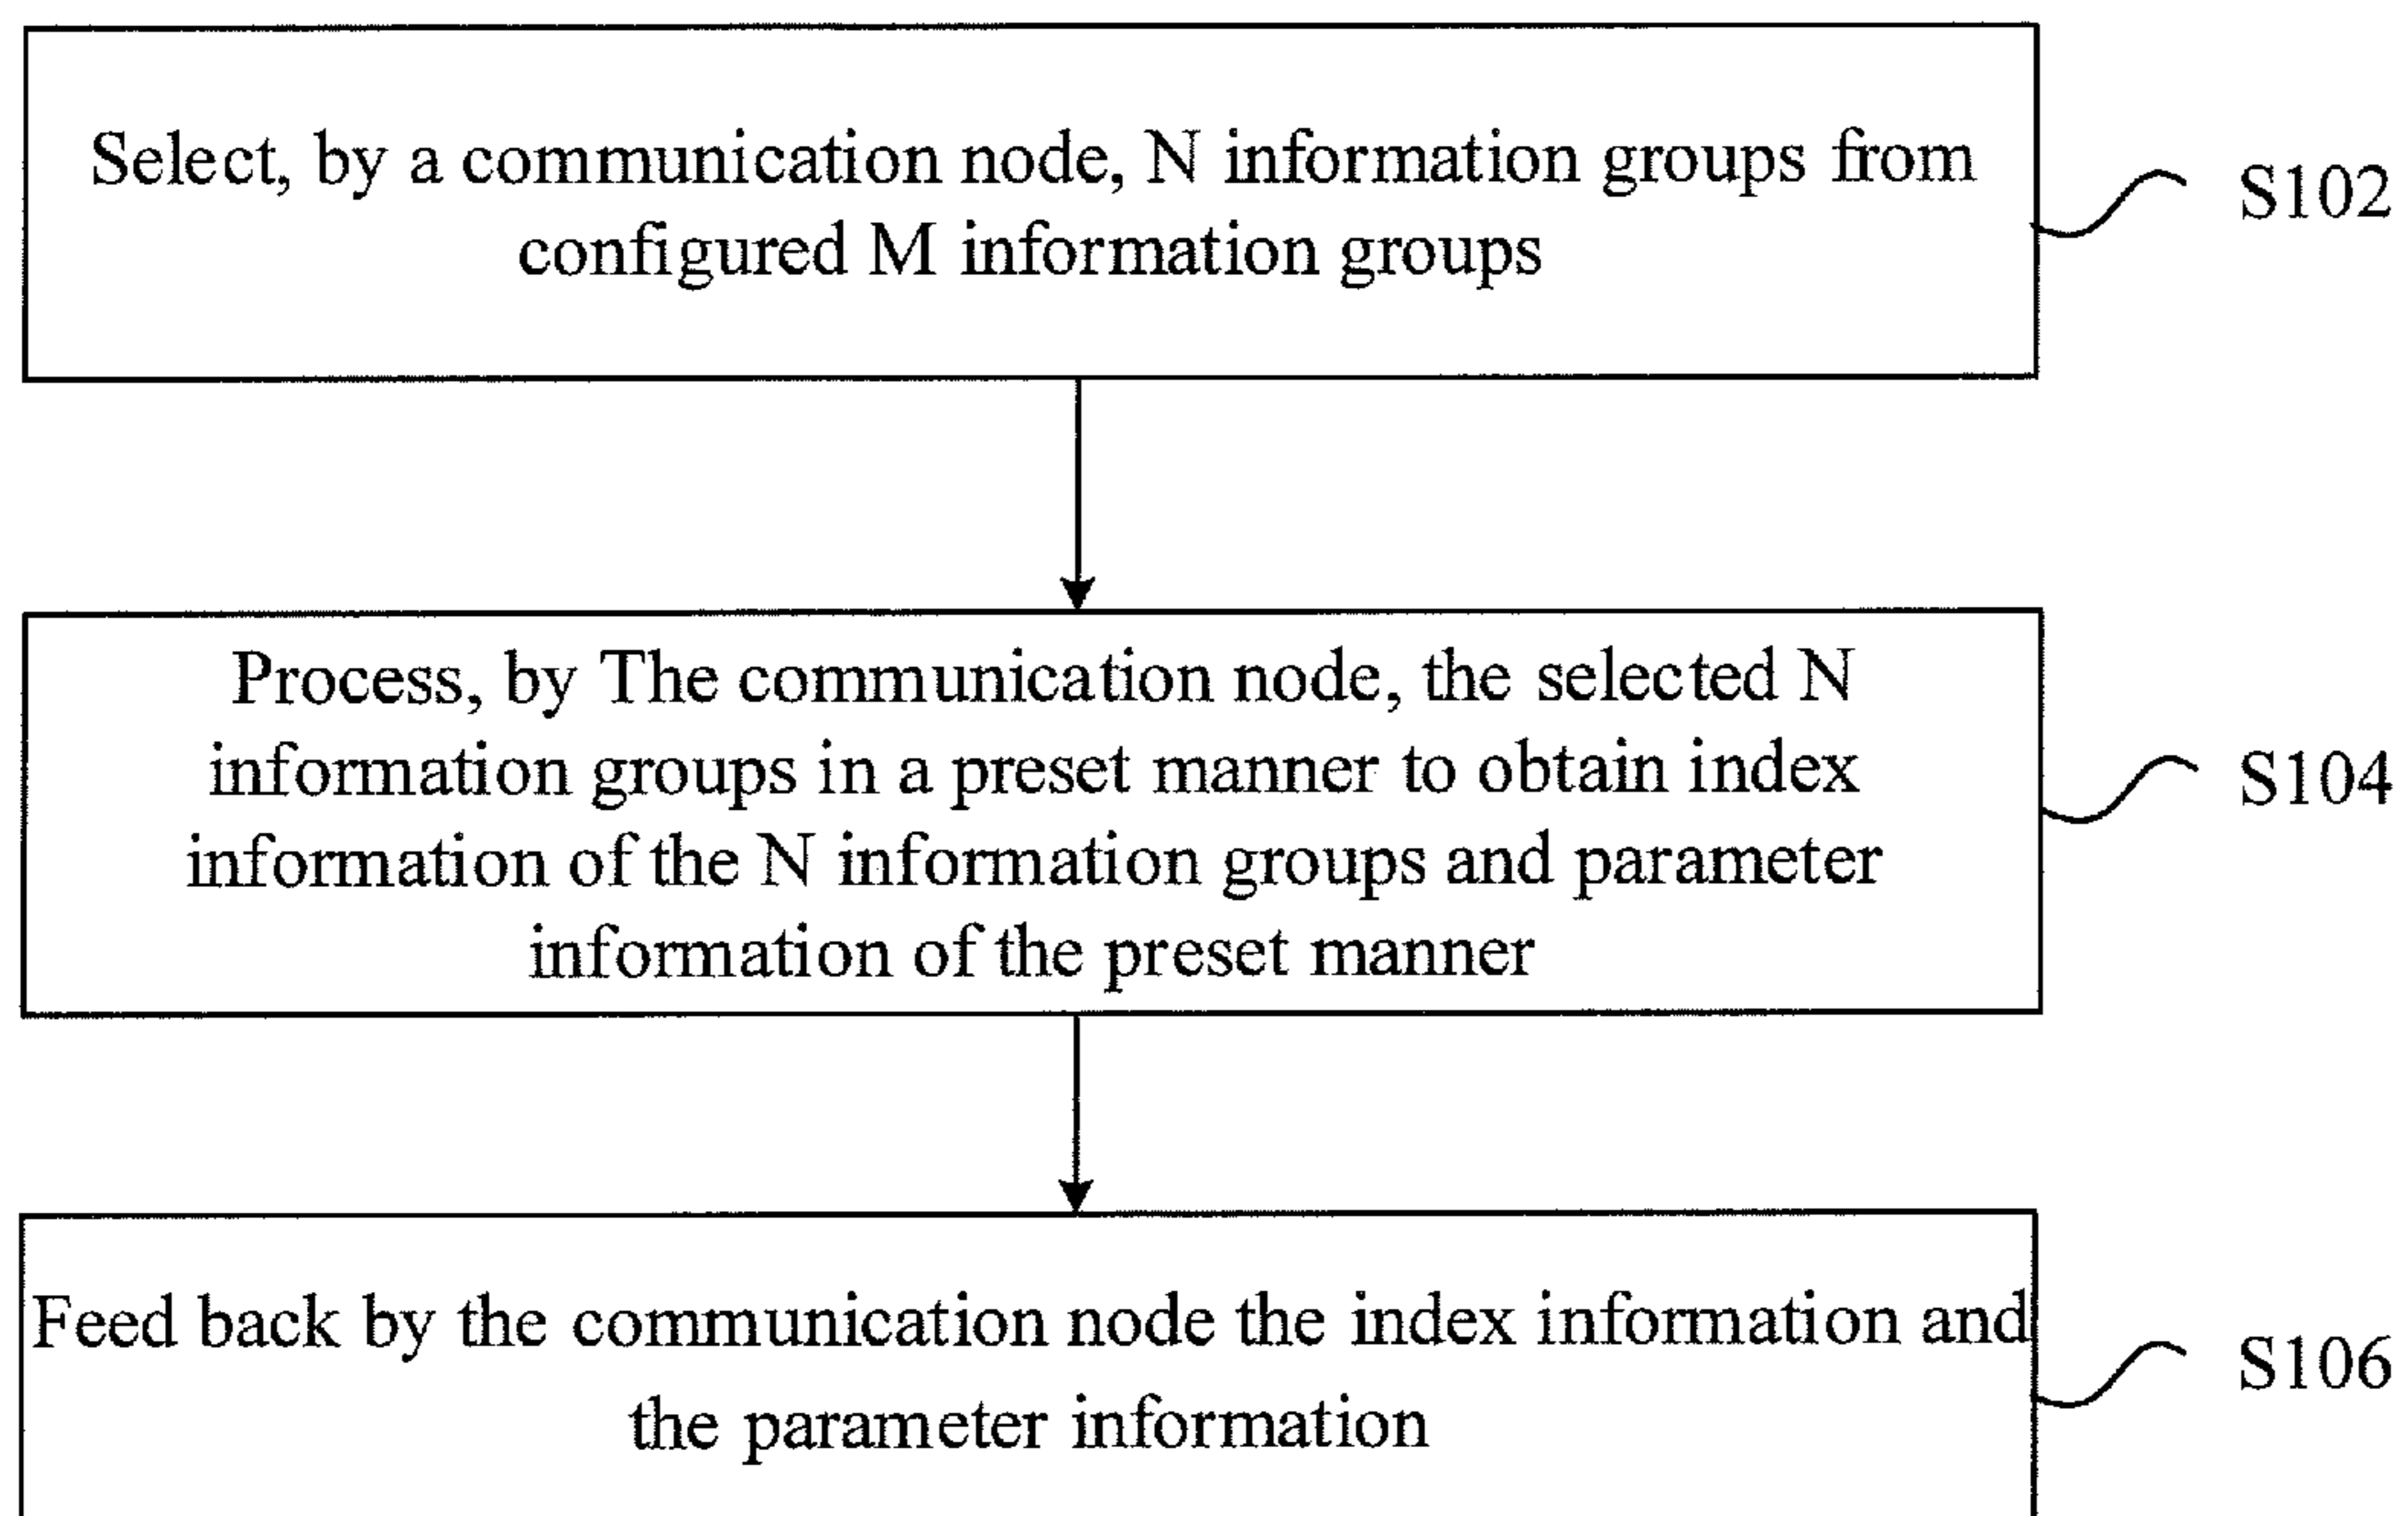 Select, by a communication node, N information groups from
configured M information groups
S102
Process, by The communication node, the selected N
information groups in a preset manner to obtain index
information of the N information groups and parameter
information of the preset manner
S104
Feed back by the communication node the index information and
the parameter information
S106